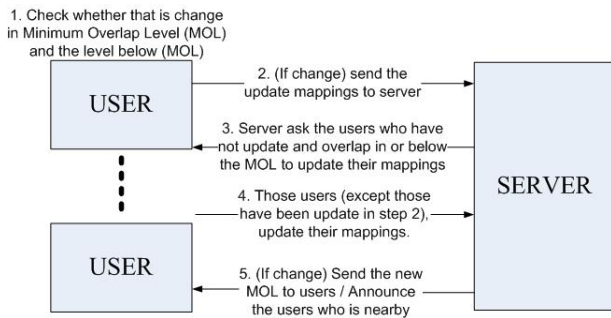 1. Check whether that is change
in Minimum Overlap Level (MOL)
and the level below (MOL)
USER
2. (If change) send the
update mappings to server
3. Server ask the users who have
not update and overlap in or below
the MOL to update their mappings
SERVER
4. Those users (except those
have been update in step 2),
update their mappings.
USER
5. (If change) Send the new
MOL to users / Announce
the users who is nearby